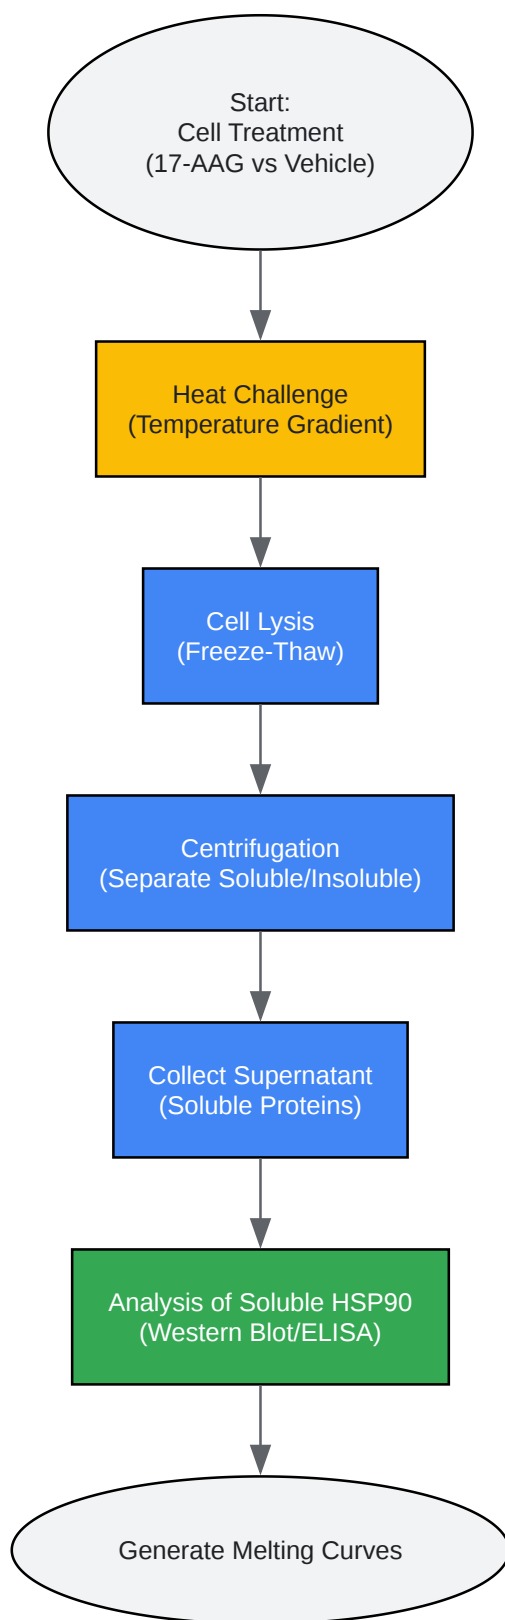 Start:
Cell Treatment
(17-AAG vs Vehicle)
Heat Challenge
(Temperature Gradient)
Cell Lysis
(Freeze-Thaw)
Centrifugation
(Separate Soluble/Insoluble)
Collect Supernatant
(Soluble Proteins)
Analysis of Soluble HSP90
(Western Blot/ELISA)
Generate Melting Curves